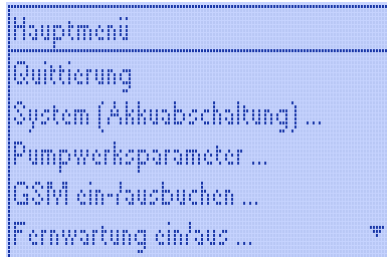 Hauptmenü
Quittierung
System (Akkuabschaltung) ...
Pumpwerksparameter ...
GSM ein-/ausbuchen ...
Fernwartung ein/aus ...